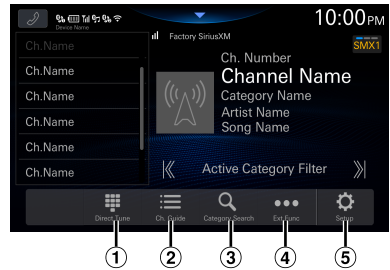 10:00PM
Device Name
Factory SiriusXM
SMX1
Ch.Name
Ch.Name
Ch.Name
Ch.Name
Ch.Name
Ch.Name
Ch. Number
Channel Name
Category Name
Artist Name
Song Name
Active Category Filter
Direct Tune
Ch. Guide
Category Search
Ext.Func
Setup
1
2
3
4
5